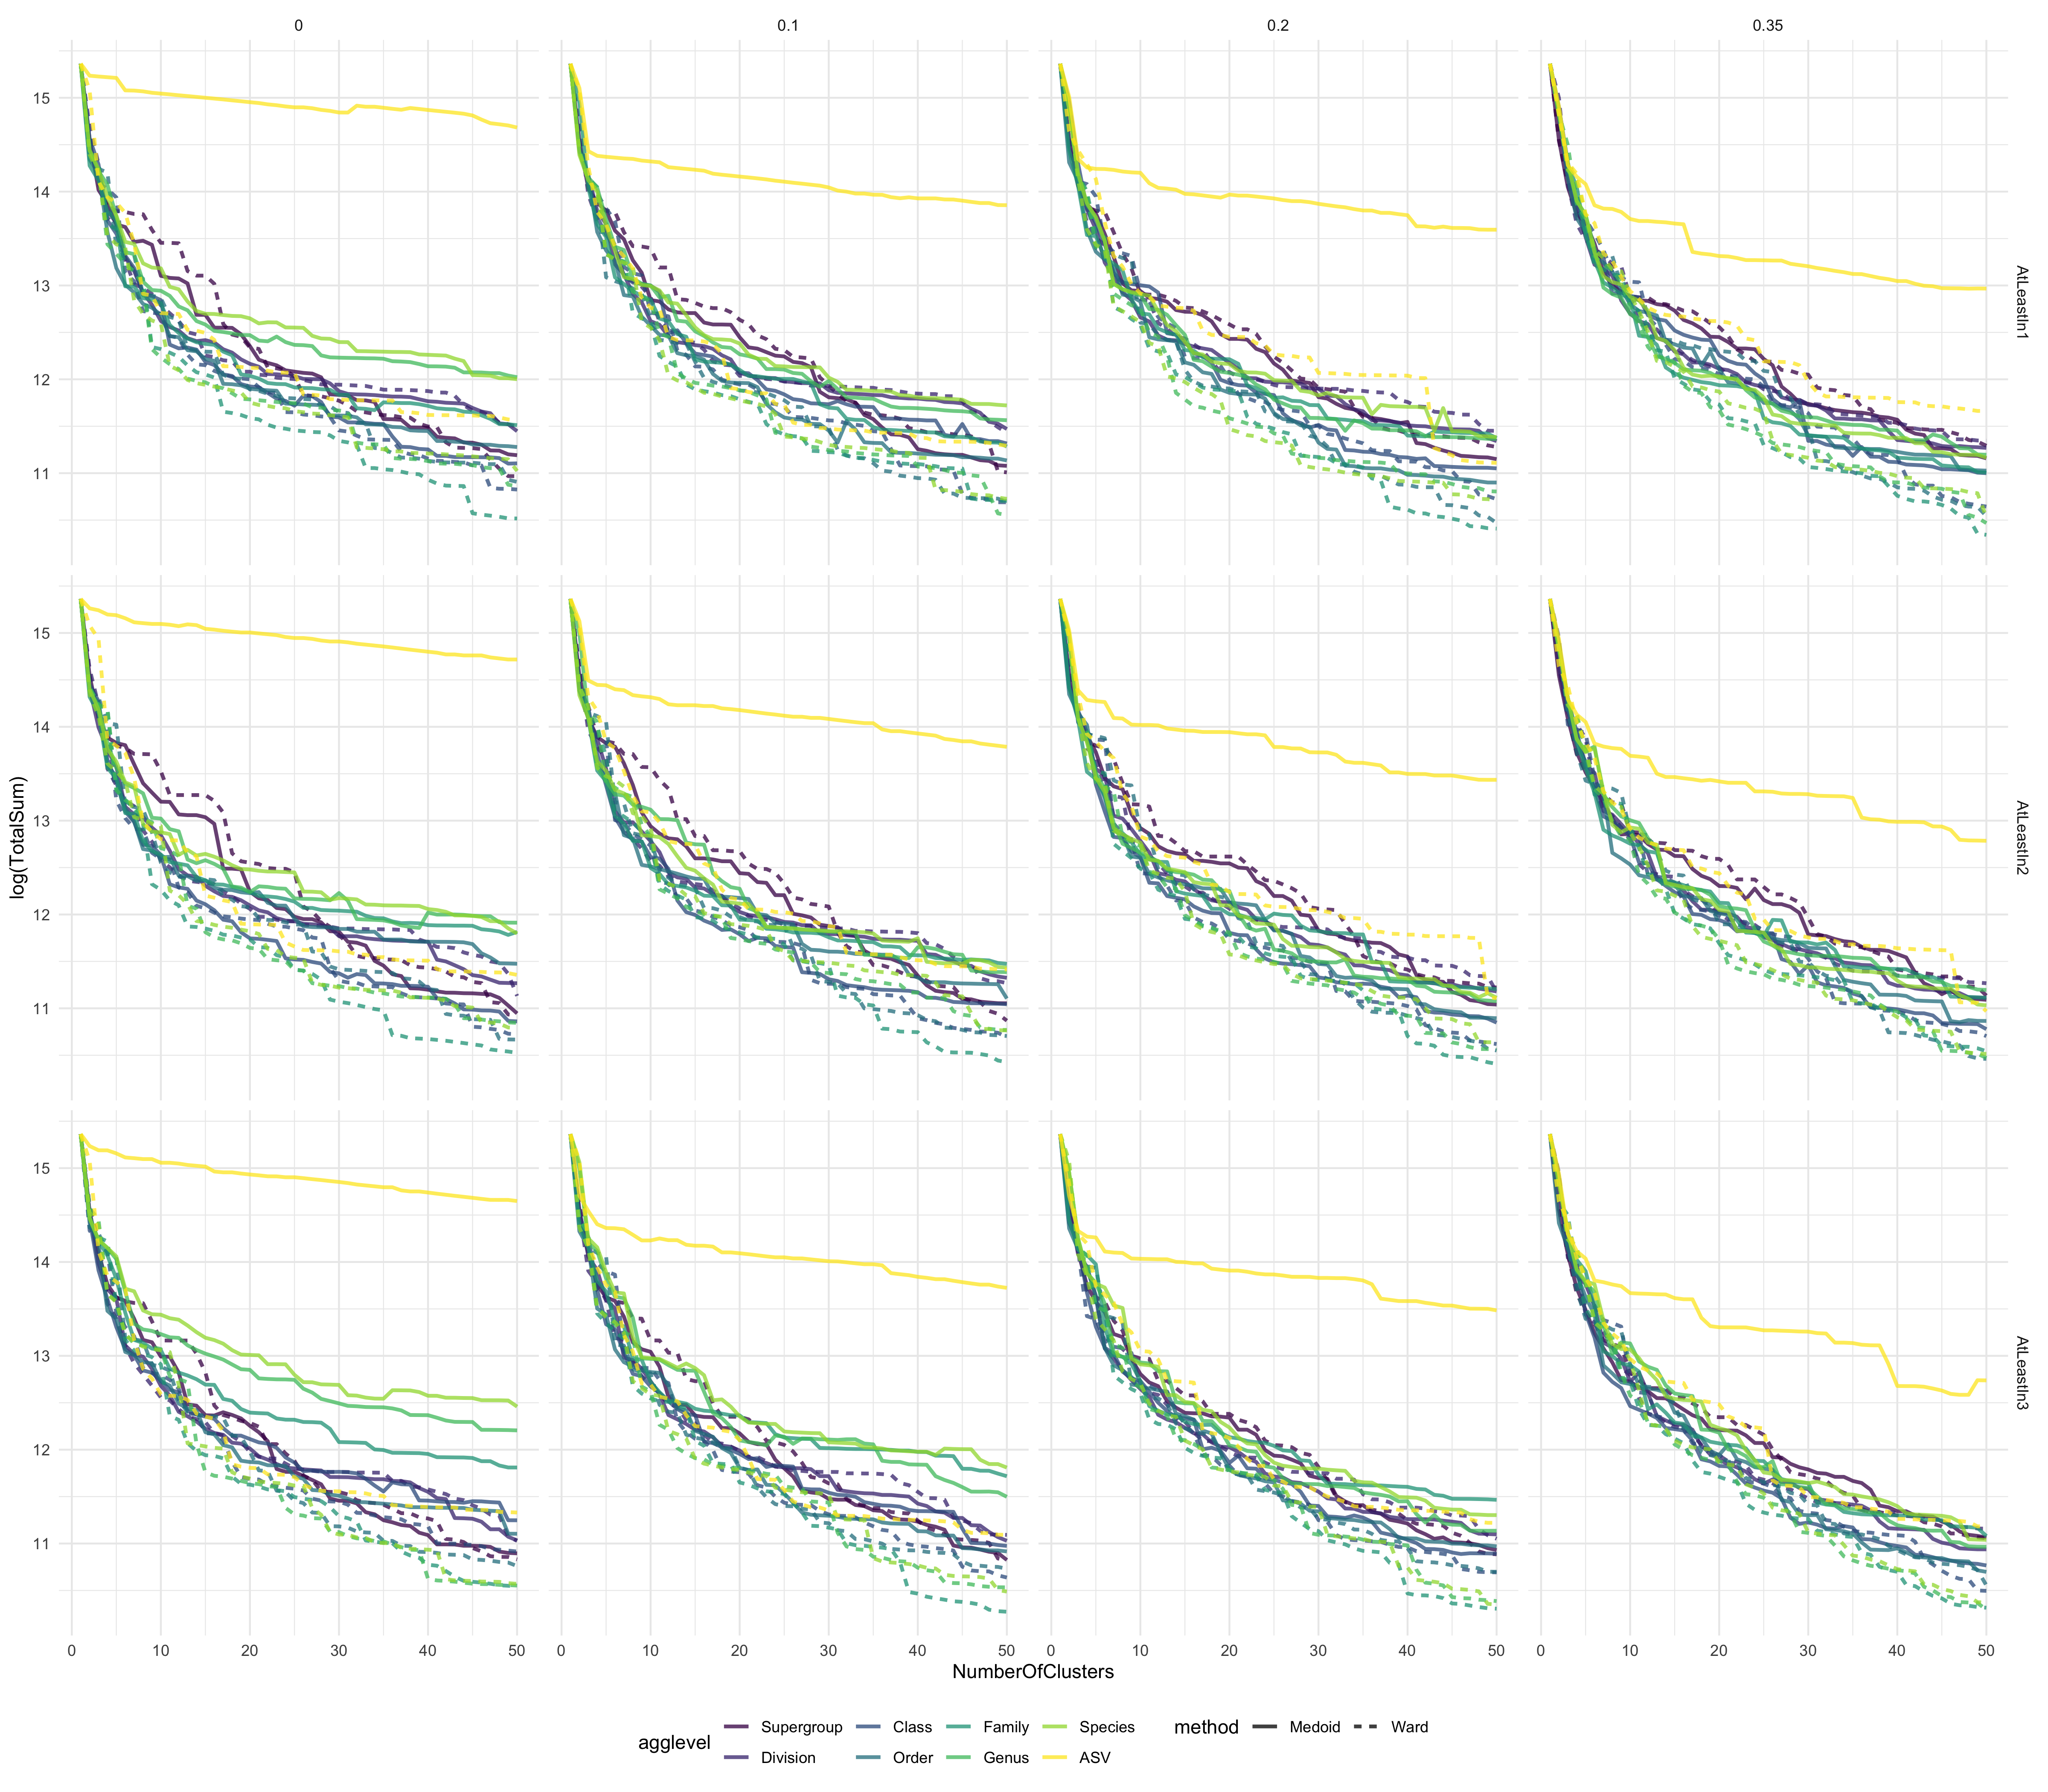 0 0.1 0.2 0.35
15
14
13
12
11
AtLeastIn1
15
14
13
12
11
AtLeastIn2
log(TotalSum)
15
14
13
12
11
AtLeastIn3
0 10 20 30 40 50 0 10 20 30 40 50 0 10 20 30 40 50 0 10 20 30 40 50
NumberOfClusters
agglevel
Supergroup Class Family Species
Division Order Genus ASV
method Medoid Ward